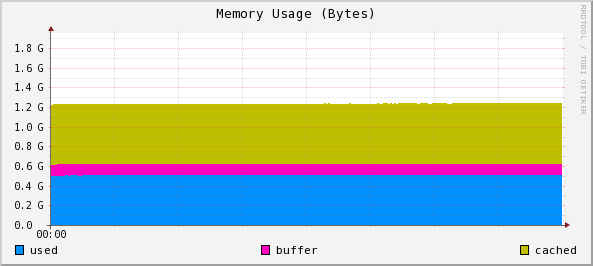 Memory Usage (Bytes)
RRDTOOL / TOBI OETIKER
1.8 G
1.6 G
1.4 G
1.2 G
1.0 G
0.8 G
0.6 G
0.4 G
0.2 G
0.0
00:00
used buffer cached